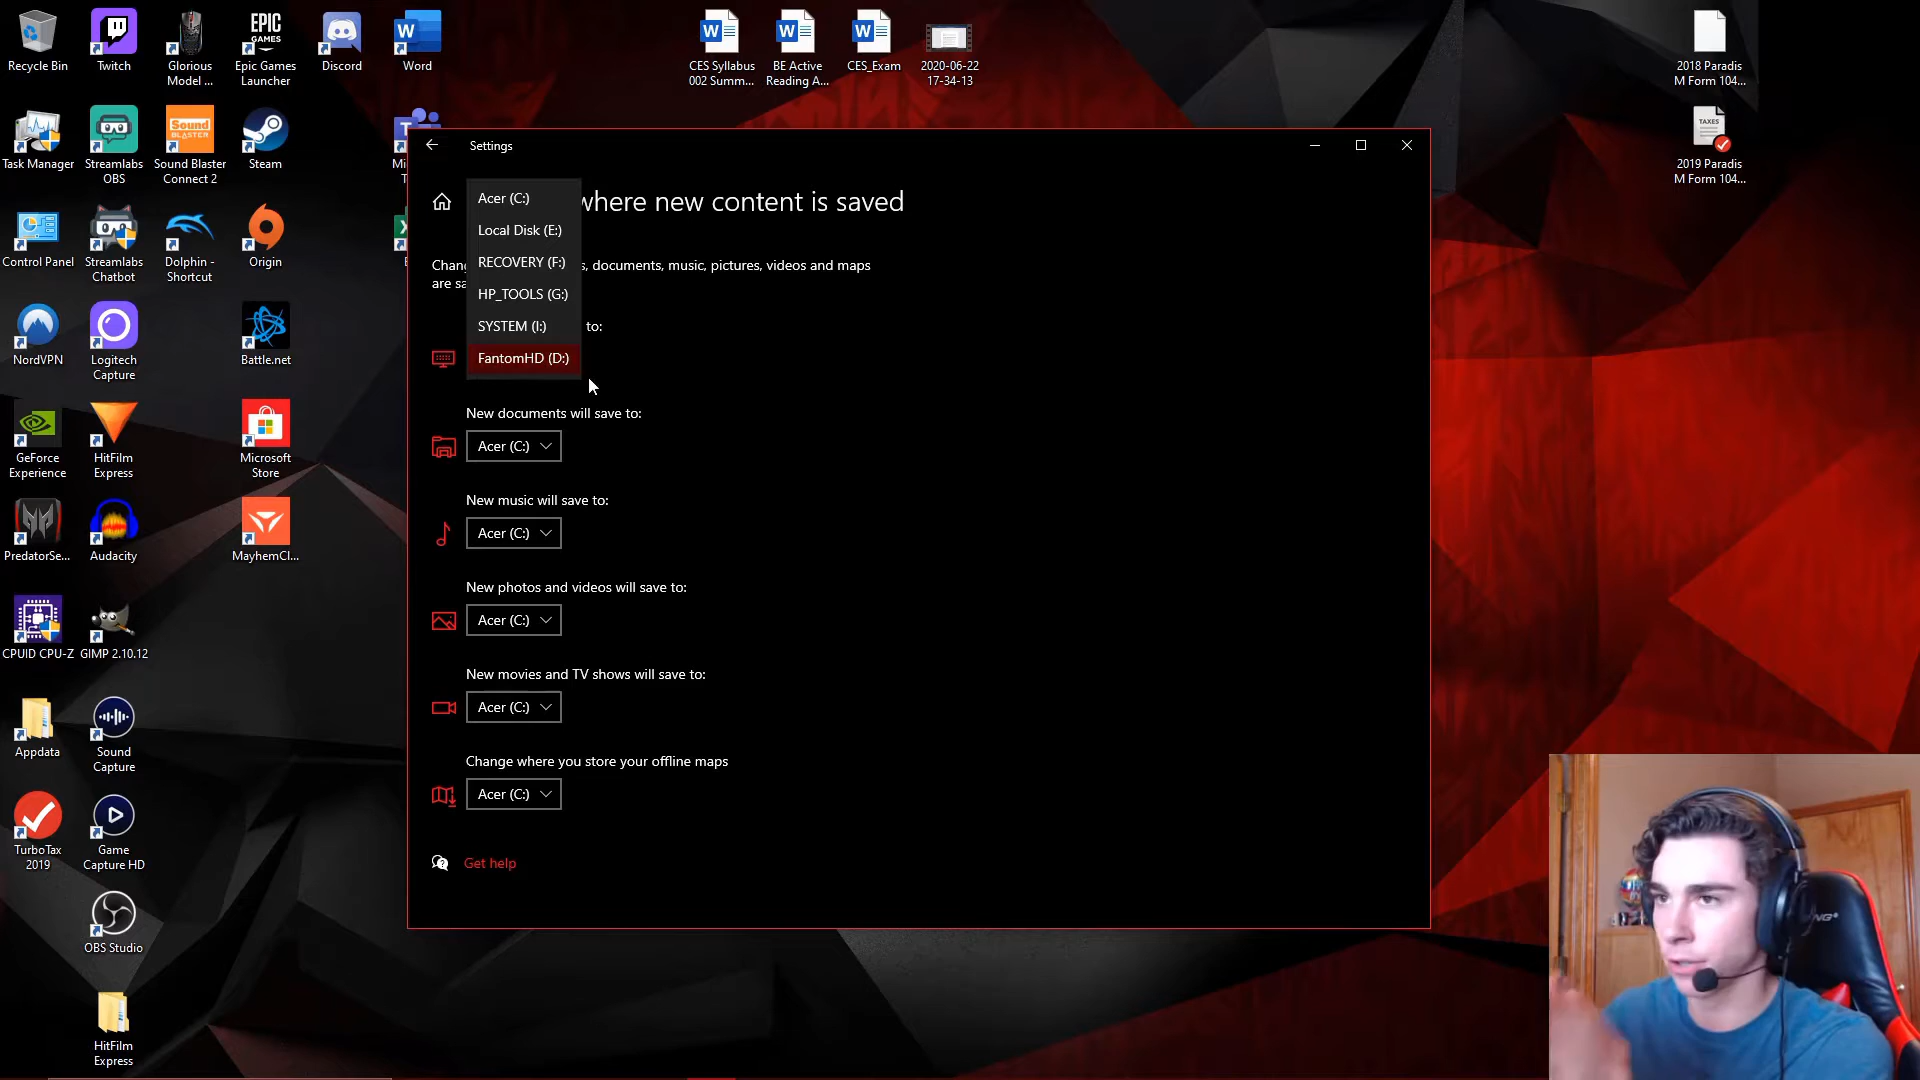 Recycle Bin
Twitch
Glorious
Model ...
EPIC
GAMES
Epic Games
Launcher
Discord
Word
CES Syllabus
002 Summ...
BE Active
Reading A...
CES_Exam
2020-06-22
17-34-13
2018 Paradis
M Form 104...
Task Manager
Streamlabs
OBS
Sound
BLASTER
Sound Blaster
Connect 2
Steam
TAXES
2019 Paradis
M Form 104...
Control Panel
Streamlabs
Chatbot
Dolphin -
Shortcut
Origin
NordVPN
Logitech
Capture
Battle.net
GeForce
Experience
HitFilm
Express
Microsoft
Store
PredatorSe...
Audacity
MayhemCl...
CPUID CPU-Z
GIMP 2.10.12
Appdata
Sound
Capture
TurboTax
2019
Game
Capture HD
OBS Studio
HitFilm
Express
Settings
where new content is saved
Acer (C:)
Local Disk (E:)
RECOVERY (F:)
HP_TOOLS (G:)
SYSTEM (I:)
FantomHD (D:)
Chang s, documents, music, pictures, videos and maps
are sa
to:
New documents will save to:
Acer (C:)
New music will save to:
Acer (C:)
New photos and videos will save to:
Acer (C:)
New movies and TV shows will save to:
Acer (C:)
Change where you store your offline maps
Acer (C:)
Get help